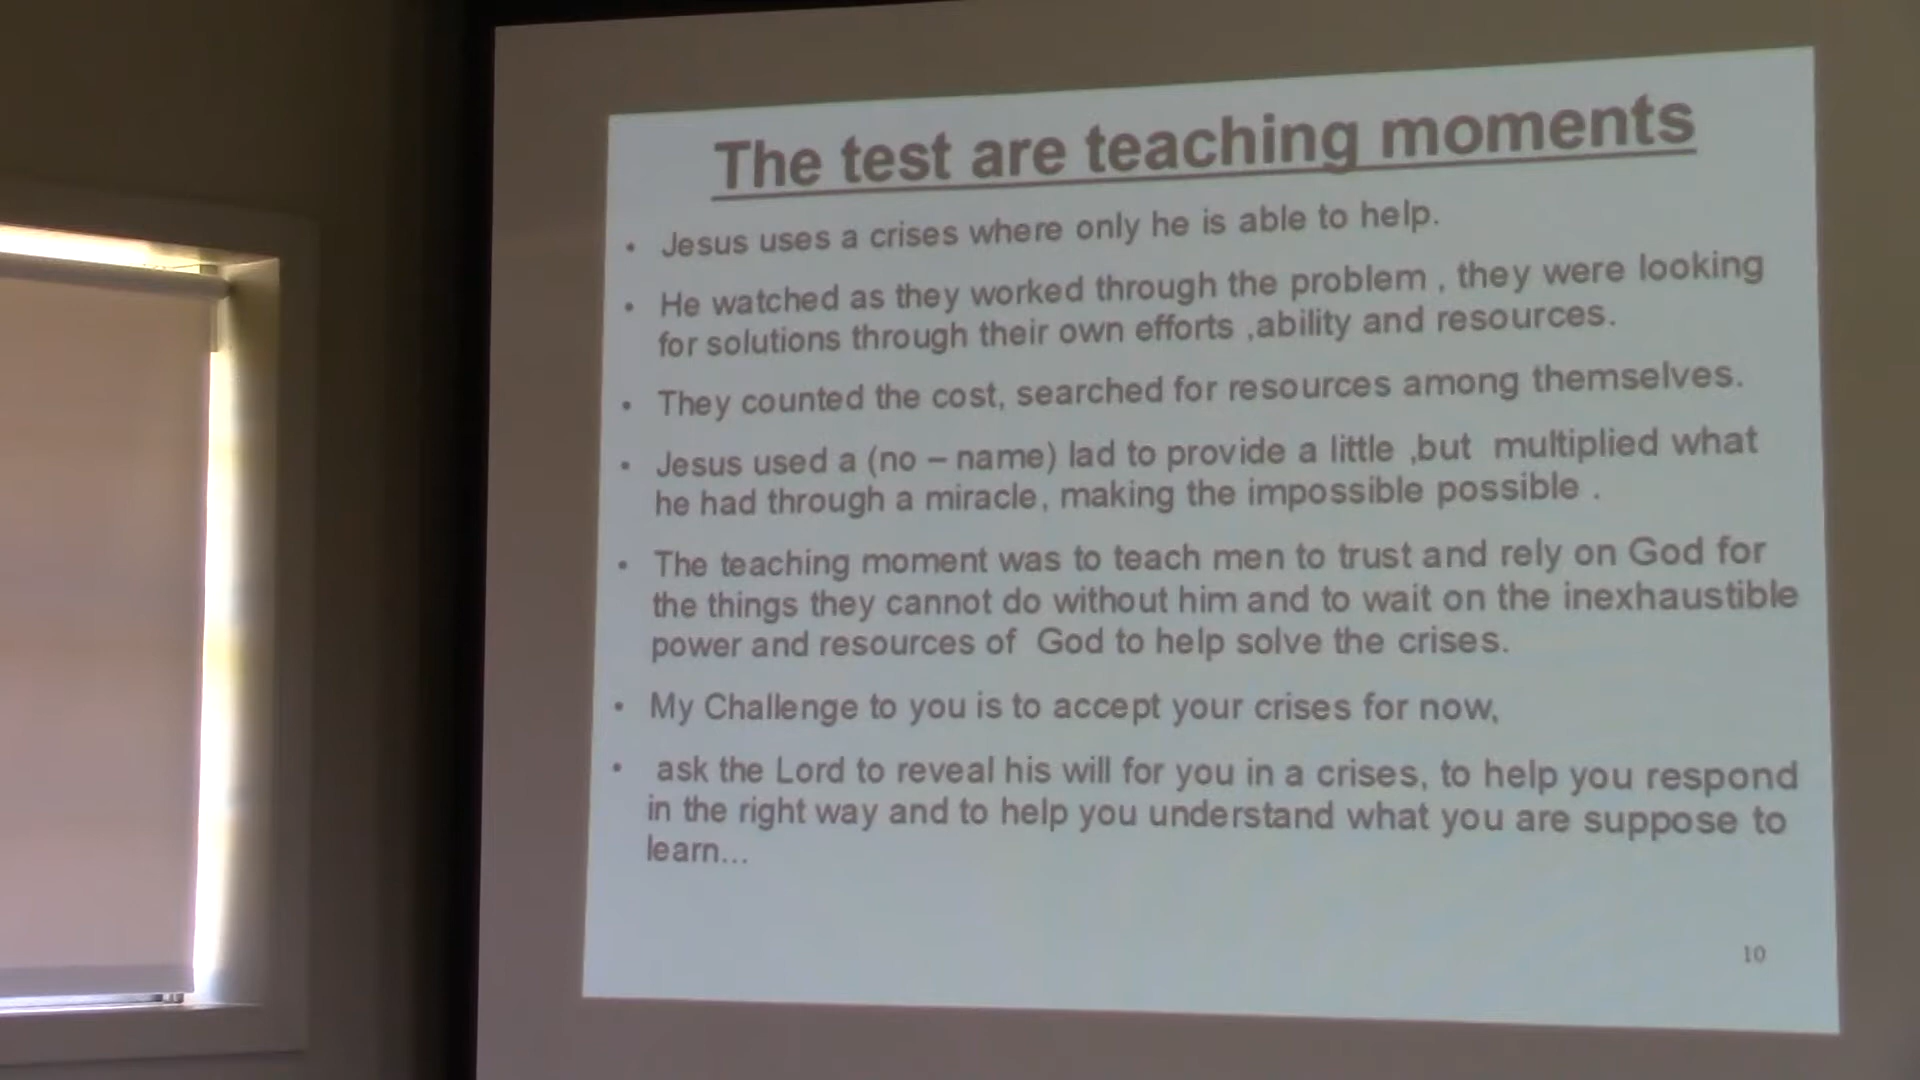 The test are teaching moments
• Jesus uses a crises where only he is able to help.
• He watched as they worked through the problem , they were looking
for solutions through their own efforts ,ability and resources.
• They counted the cost, searched for resources among themselves.
• Jesus used a (no – name) lad to provide a little ,but multiplied what
he had through a miracle, making the impossible possible .
• The teaching moment was to teach men to trust and rely on God for
the things they cannot do without him and to wait on the inexhaustible
power and resources of God to help solve the crises.
• My Challenge to you is to accept your crises for now,
• ask the Lord to reveal his will for you in a crises, to help you respond
in the right way and to help you understand what you are suppose to
learn...
10